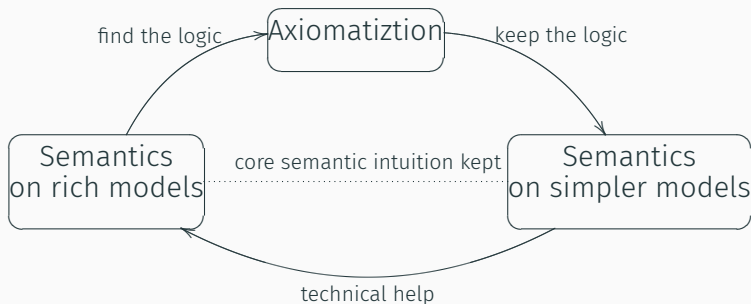 Axiomatiztion
find the logic
keep the logic
Semantics
on rich models
core semantic intuition kept
Semantics
on simpler models
technical help